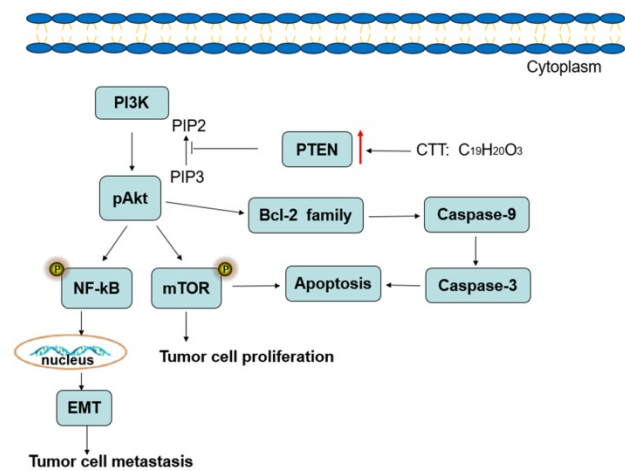 Cytoplasm
PI3K
PIP2
PTEN
CTT: C₁₉H₂₀O₃
PIP3
pAkt
Bcl-2 family
Caspase-9
P
P
NF-kB
mTOR
Apoptosis
Caspase-3
nucleus
Tumor cell proliferation
EMT
Tumor cell metastasis